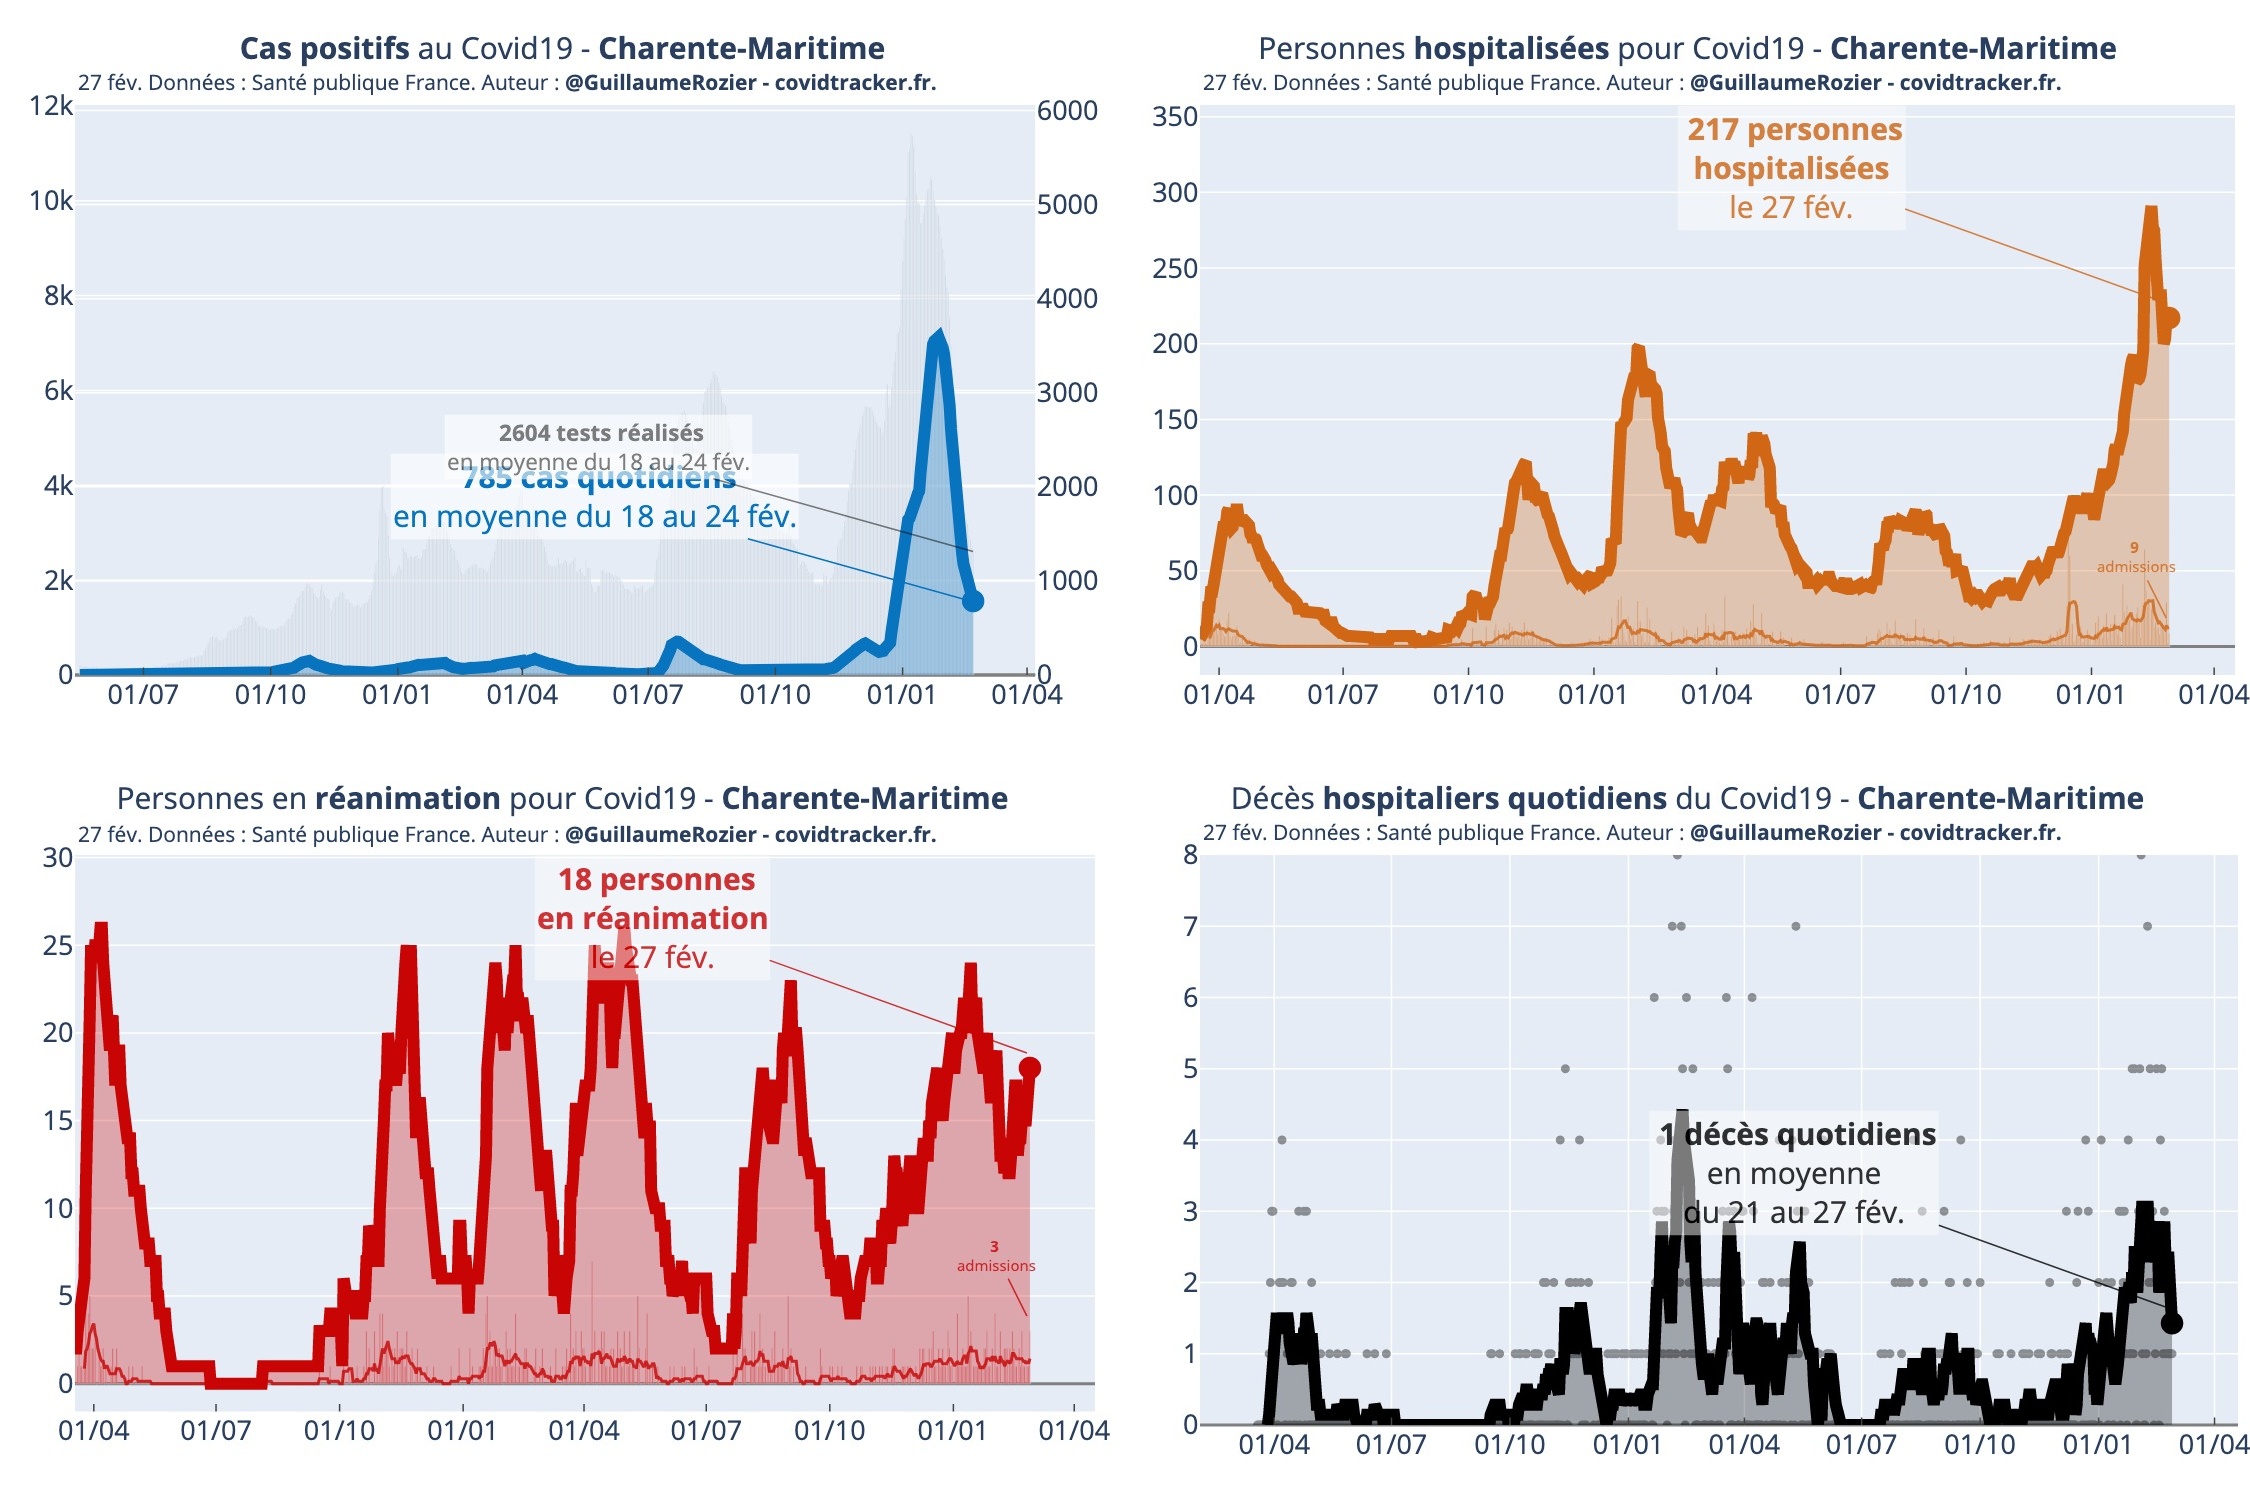 Cas positifs au Covid19 - Charente-Maritime
27 fév. Données : Santé publique France. Auteur : @GuillaumeRozier - covidtracker.fr.
12k
10k
8k
6k
4k
2k
0
6000
5000
4000
3000
2000
1000
0
2604 tests réalisés
en moyenne du 18 au 24 fév.
785 cas quotidiens
en moyenne du 18 au 24 fév.
01/07 01/10 01/01 01/04 01/07 01/10 01/01 01/04
Personnes hospitalisées pour Covid19 - Charente-Maritime
27 fév. Données : Santé publique France. Auteur : @GuillaumeRozier - covidtracker.fr.
350
300
250
200
150
100
50
0
217 personnes
hospitalisées
le 27 fév.
9
admissions
01/04 01/07 01/10 01/01 01/04 01/07 01/10 01/01 01/04
Personnes en réanimation pour Covid19 - Charente-Maritime
27 fév. Données : Santé publique France. Auteur : @GuillaumeRozier - covidtracker.fr.
30
25
20
15
10
5
0
18 personnes
en réanimation
le 27 fév.
3
admissions
01/04 01/07 01/10 01/01 01/04 01/07 01/10 01/01 01/04
Décès hospitaliers quotidiens du Covid19 - Charente-Maritime
27 fév. Données : Santé publique France. Auteur : @GuillaumeRozier - covidtracker.fr.
8
7
6
5
4
3
2
1
0
1 décès quotidiens
en moyenne
du 21 au 27 fév.
01/04 01/07 01/10 01/01 01/04 01/07 01/10 01/01 01/04